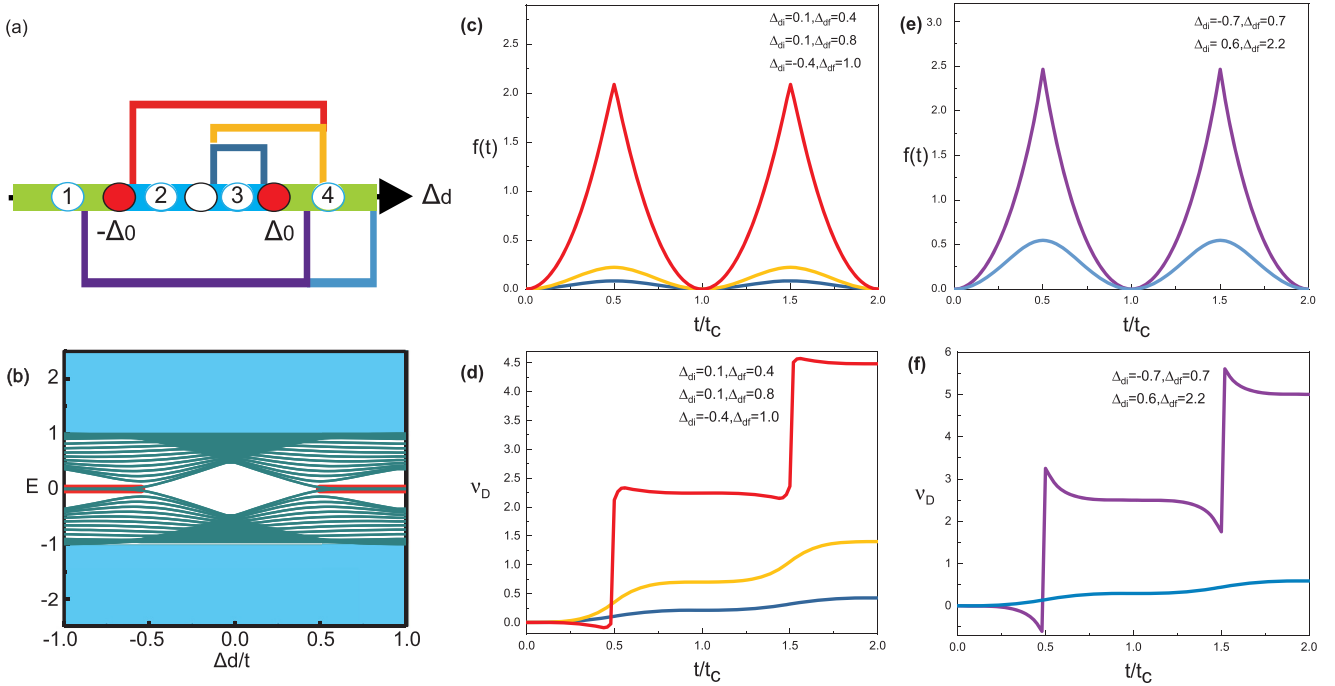 (a)
1
2
3
4
Δd
-Δ0
Δ0
(b)
2
1
E 0
-1
-2
-1.0 -0.5 0.0 0.5 1.0
Δd/t
(c)
Δdi=0.1,Δdf=0.4
Δdi=0.1,Δdf=0.8
Δdi=-0.4,Δdf=1.0
2.5
2.0
f(t)
1.5
1.0
0.5
0.0
0.0 0.5 1.0 1.5 2.0
t/tC
(d)
Δdi=0.1,Δdf=0.4
Δdi=0.1,Δdf=0.8
Δdi=-0.4,Δdf=1.0
4.5
4.0
3.5
3.0
2.5
νD
2.0
1.5
1.0
0.5
0.0
0.0 0.5 1.0 1.5 2.0
t/tC
(e)
Δdi=-0.7,Δdf=0.7
Δdi= 0.6,Δdf=2.2
3.0
2.5
2.0
f(t)
1.5
1.0
0.5
0.0
0.0 0.5 1.0 1.5 2.0
t/tC
(f)
Δdi=-0.7,Δdf=0.7
Δdi=0.6,Δdf=2.2
6
5
4
3
νD
2
1
0
0.0 0.5 1.0 1.5 2.0
t/tC